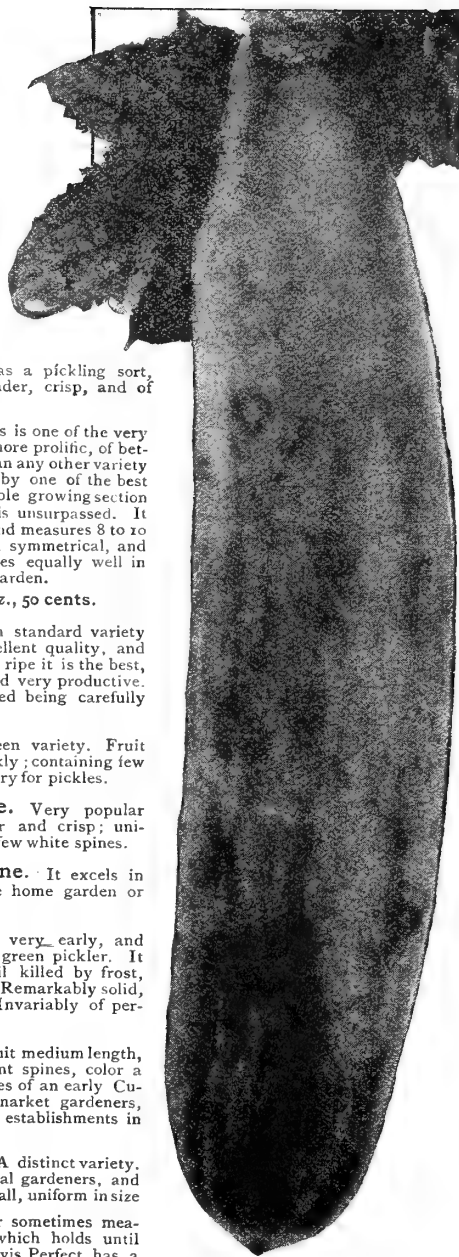 as a pickling sort,
der, crisp, and of
s is one of the very
nore prolific, of bet-
an any other variety
by one of the best
ble growing section
is unsurpassed. It
nd measures 8 to 10
symmetrical, and
es equally well in
arden.
z., 50 cents.
a standard variety
ellent quality, and
ripe it is the best,
d very productive.
ed being carefully
een variety. Fruit
kly; containing few
ry for pickles.
e. Very popular
r and crisp; uni-
few white spines.
ne. It excels in
e home garden or
very early, and
green pickler. It
il killed by frost,
Remarkably solid,
Invariably of per-
uit medium length,
nt spines, color a
es of an early Cu-
market gardeners,
establishments in
A distinct variety.
al gardeners, and
all, uniform in size
r sometimes mea-
which holds until
vis Perfect has a